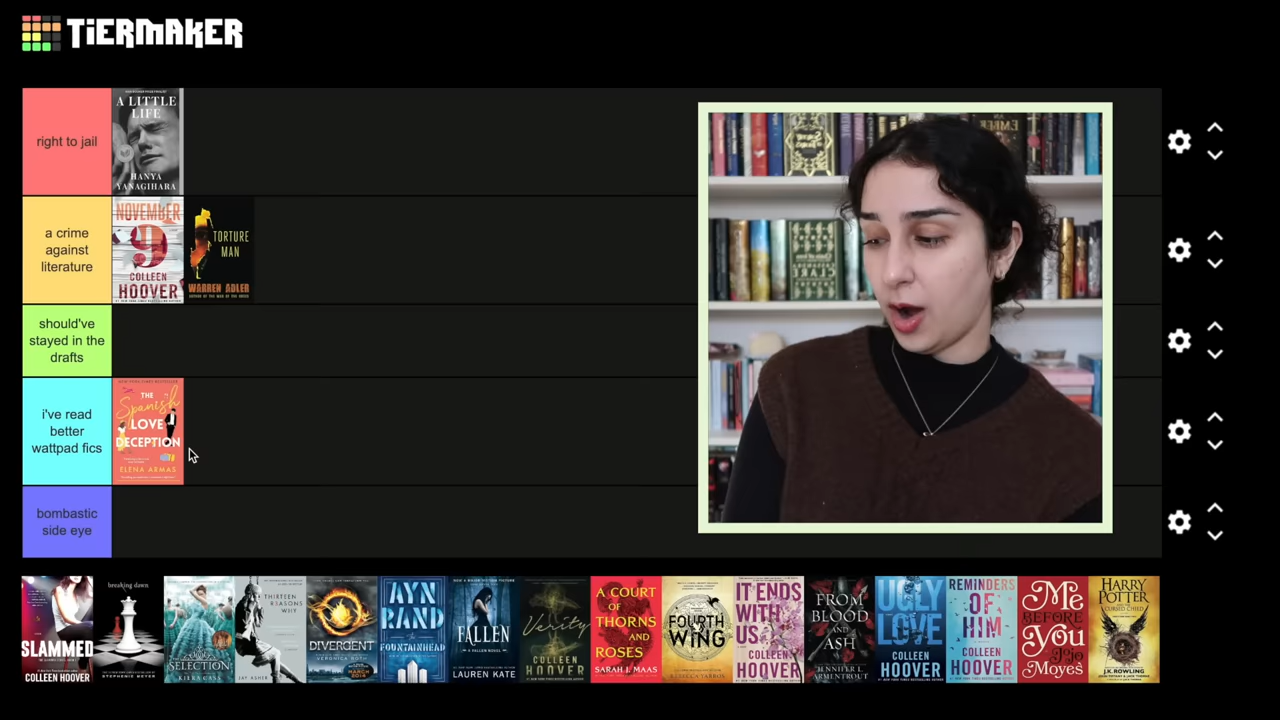 TiERMAKER
right to jail
A LITTLE
LIFE
HANYA
YANAGIHARA
a crime
against
literature
NOVEMBER
9
COLLEEN
HOOVER
TORTURE
MAN
WARREN ADLER
should've
stayed in the
drafts
i've read
better
wattpad fics
THE
Spanish
LOVE
DECEPTION
ELENA ARMAS
bombastic
side eye
EMBER
CASSANDRA
CLARE
SLAMMED
COLLEEN HOOVER
breaking dawn
STEPHENIE MEYER
THE SELECTION
KIERA CASS
THIRTEEN
REASONS
WHY
JAY ASHER
DIVERGENT
VERONICA ROTH
AYN
RAND
FOUNTAINHEAD
FALLEN
LAUREN KATE
Verity
COLLEEN
HOOVER
A COURT
OF
THORNS
AND
ROSES
SARAH J. MAAS
FOURTH
WING
REBECCA YARROS
IT ENDS
WITH
US
COLLEEN
HOOVER
FROM
BLOOD
AND
ASH
JENNIFER L.
ARMENTROUT
UGLY
LOVE
COLLEEN
HOOVER
REMINDERS
OF
HIM
COLLEEN
HOOVER
Me
BEFORE
You
JoJo
Moyes
HARRY
POTTER
AND THE
CURSED CHILD
J.K. ROWLING